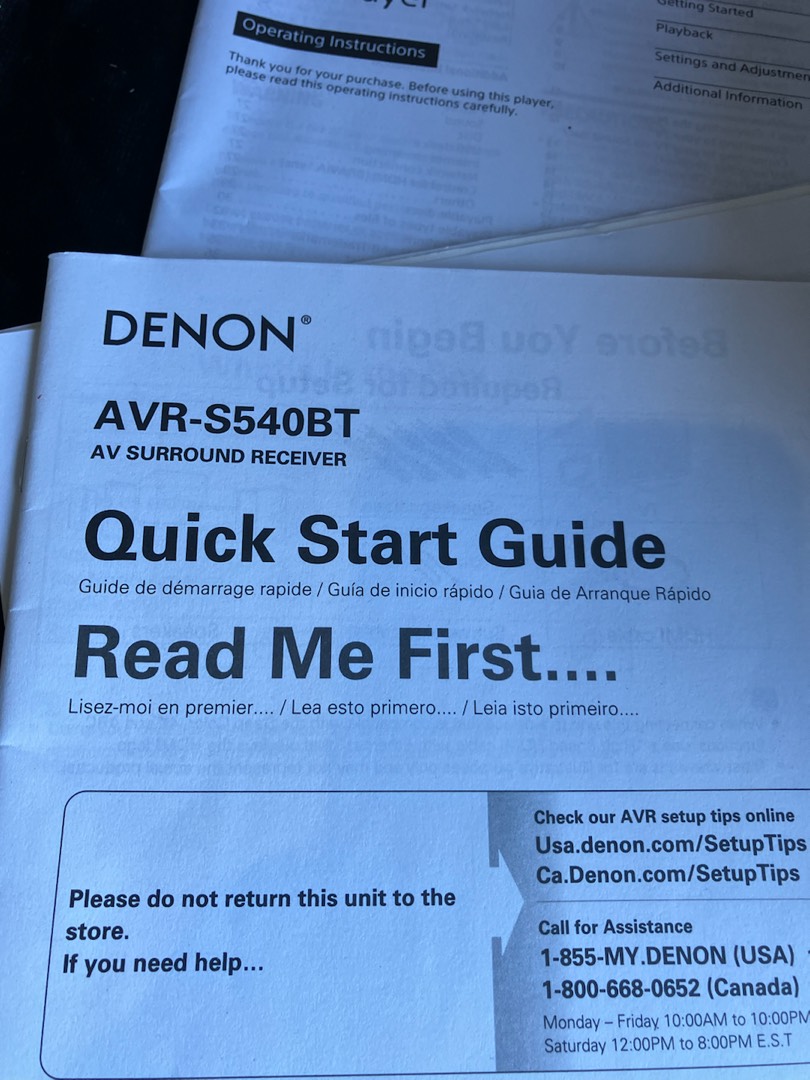 Operating Instructions
Thank you for your purchase. Before using this player,
please read this operating instructions carefully.
Getting Started
Playback
Settings and
Additional Information
DENON®
AVR-S540BT
AV SURROUND RECEIVER
Quick Start Guide
Guide de démarrage rapide / Guía de inicio rápido / Guia de Arranque Rápido
Read Me First....
Lisez-moi en premier.... / Lea esto primero.... / Leia isto primeiro....
Please do not return this unit to the
store.
If you need help...
Check our AVR setup tips online
Usa.denon.com/SetupTips
Ca.Denon.com/SetupTips
Call for Assistance
1-855-MY.DENON (USA)
1-800-668-0652 (Canada)
Monday – Friday 10:00AM to 10:00PM
Saturday 12:00PM to 8:00PM E.S.T